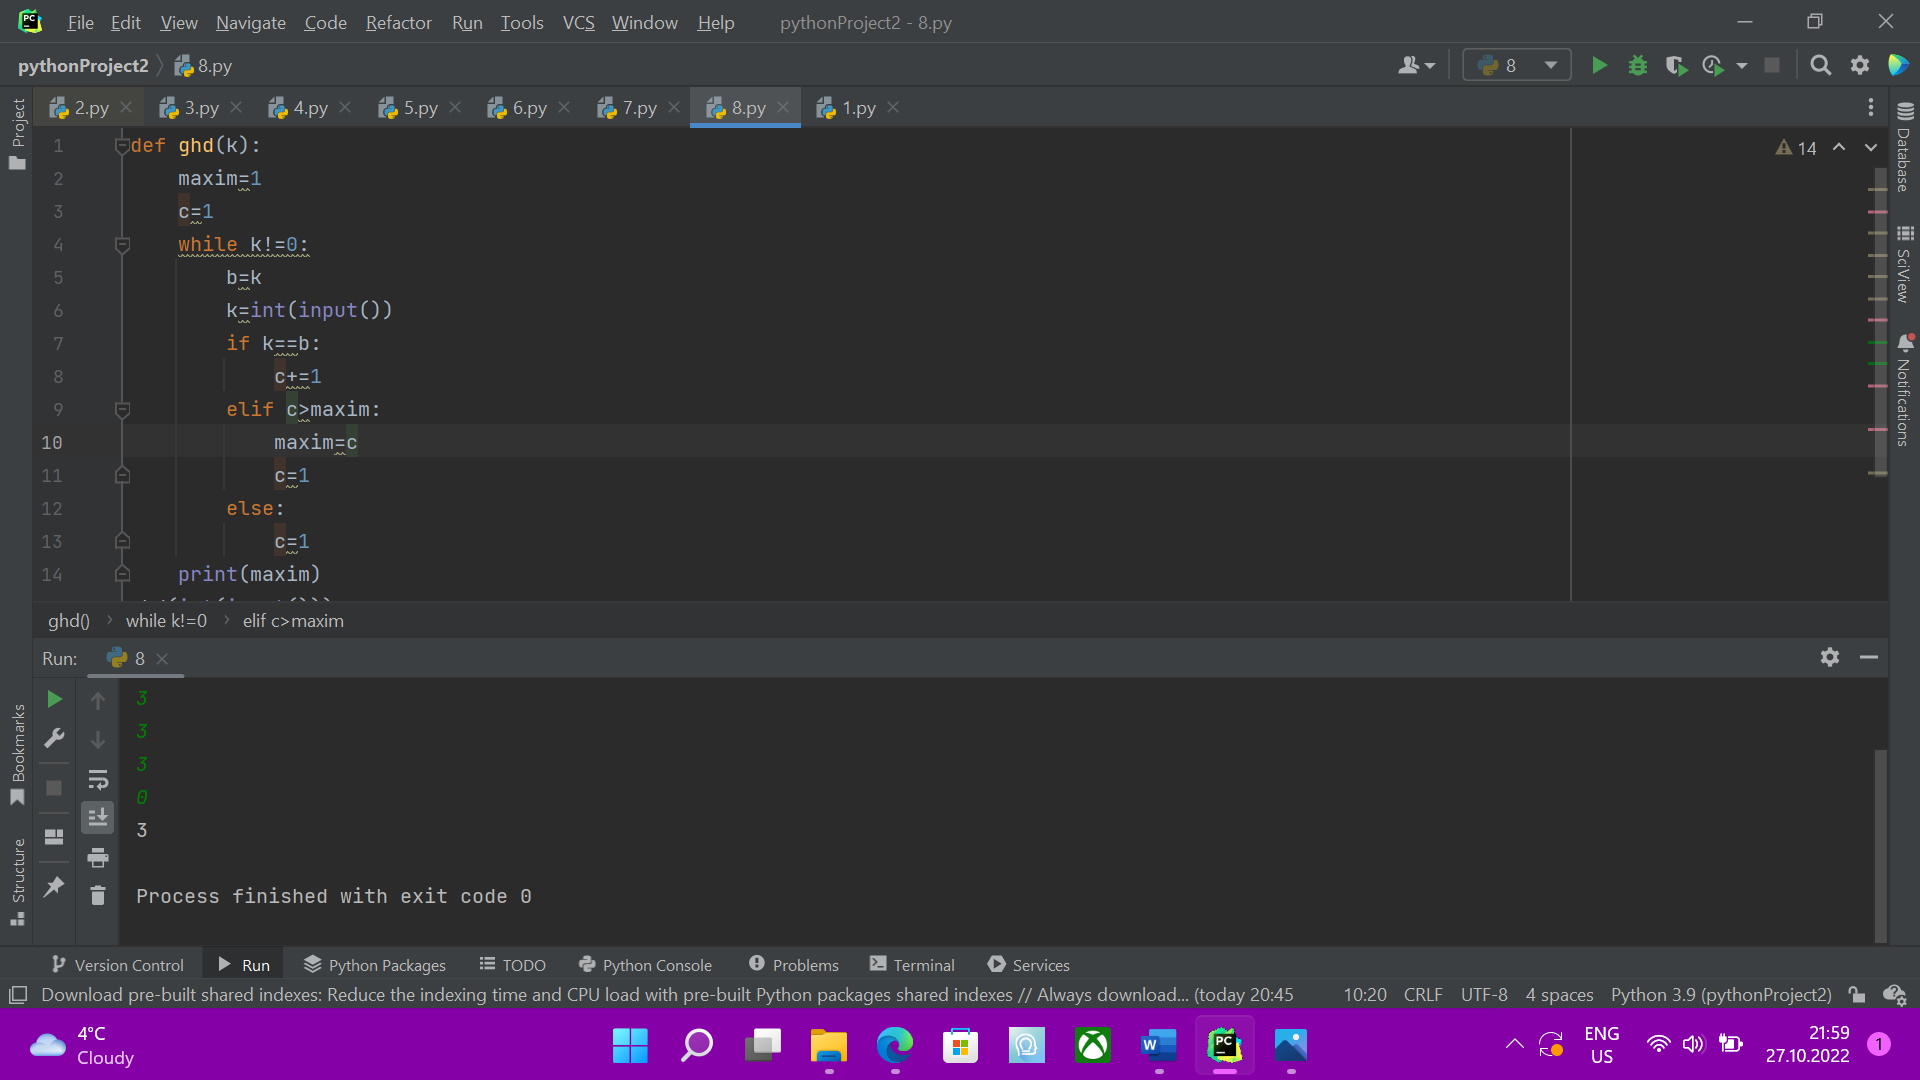 File Edit View Navigate Code Refactor Run Tools VCS Window Help pythonProject2 - 8.py
pythonProject2 8.py 8
2.py 3.py 4.py 5.py 6.py 7.py 8.py 1.py
Project
Bookmarks
Structure
Database
SciView
Notifications
14
1 def ghd(k):
2 maxim=1
3 c=1
4 while k!=0:
5 b=k
6 k=int(input())
7 if k==b:
8 c+=1
9 elif c>maxim:
10 maxim=c
11 c=1
12 else:
13 c=1
14 print(maxim)
ghd() while k!=0 elif c>maxim
Run: 8
3
3
3
0
3
Process finished with exit code 0
Version Control Run Python Packages TODO Python Console Problems Terminal Services
Download pre-built shared indexes: Reduce the indexing time and CPU load with pre-built Python packages shared indexes // Always download... (today 20:45 10:20 CRLF UTF-8 4 spaces Python 3.9 (pythonProject2)
4°C
Cloudy
PC
W
PC
ENG
US
21:59
27.10.2022
1